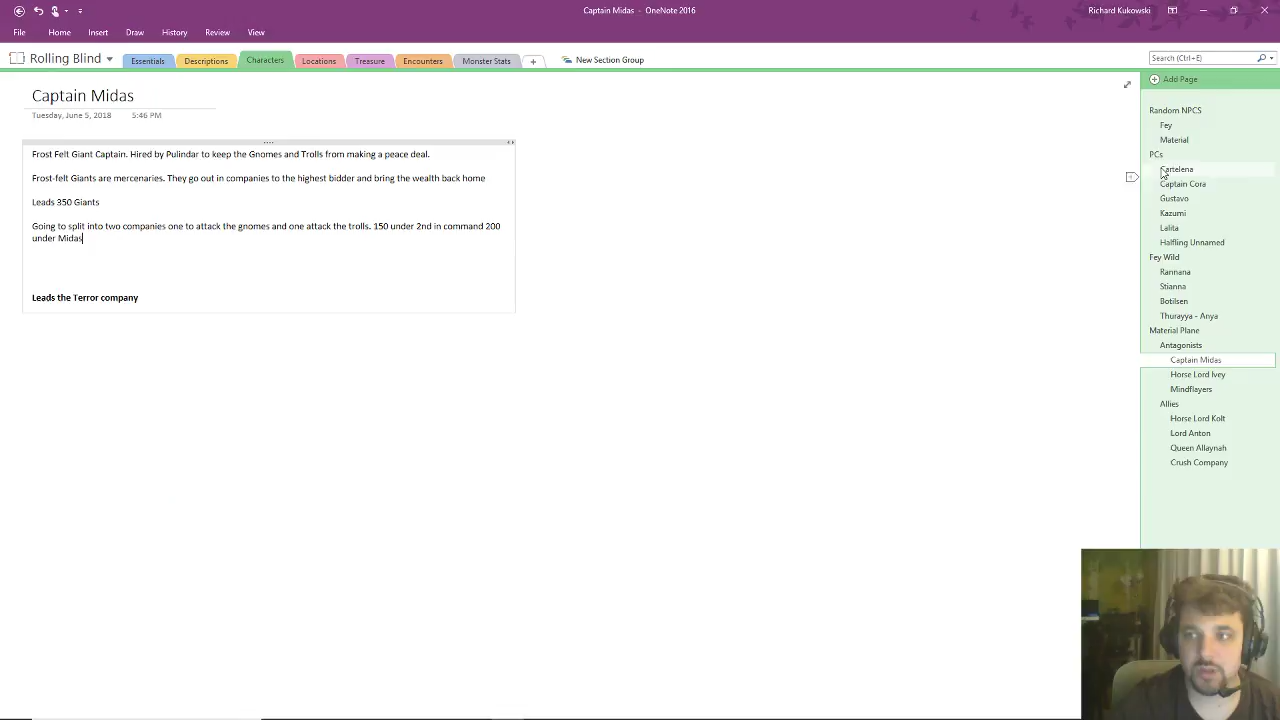 Captain Midas - OneNote 2016
Richard Kukowski
File Home Insert Draw History Review View
Rolling Blind
Essentials Descriptions Characters Locations Treasure Encounters Monster Stats
New Section Group
Search (Ctrl+E)
Captain Midas
Tuesday, June 5, 2018 5:46 PM
Frost Felt Giant Captain. Hired by Pulindar to keep the Gnomes and Trolls from making a peace deal.
Frost-felt Giants are mercenaries. They go out in companies to the highest bidder and bring the wealth back home
Leads 350 Giants
Going to split into two companies one to attack the gnomes and one attack the trolls. 150 under 2nd in command 200
under Midas
Leads the Terror company
Add Page
Random NPCS
Fey
Material
PCs
Cartelena
Captain Cora
Gustavo
Kazumi
Lalita
Halfling Unnamed
Fey Wild
Rannana
Stianna
Botilsen
Thurayya - Anya
Material Plane
Antagonists
Captain Midas
Horse Lord Ivey
Mindflayers
Allies
Horse Lord Kolt
Lord Anton
Queen Allaynah
Crush Company